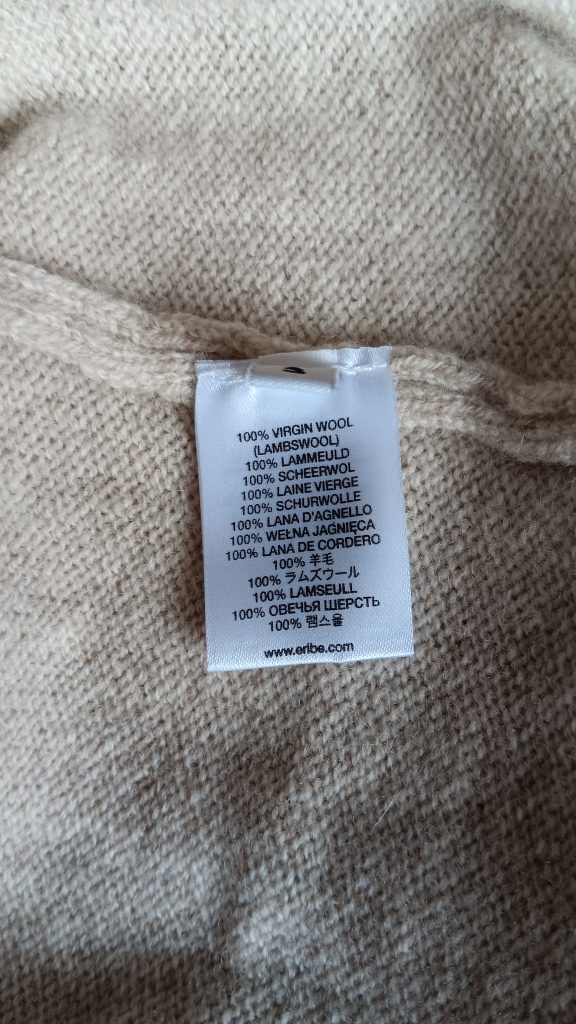 100% VIRGIN WOOL
(LAMBSWOOL)
100% LAMMEULD
100% SCHEERWOL
100% LAINE VIERGE
100% SCHURWOLLE
100% LANA D'AGNELLO
100% WEŁNA JAGNIĘCA
100% LANA DE CORDERO
100% 羊毛
100% ラムズウール
100% LAMSEULL
100% ОВЕЧЬЯ ШЕРСТЬ
100% 램스울
www.eribe.com